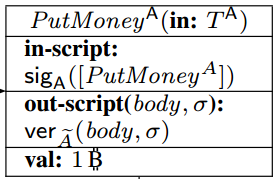 PutMoney^A(in: T^A)
in-script:
sig_A([PutMoney^A])
out-script(body, σ):
ver_Ã(body, σ)
val: 1 ₿